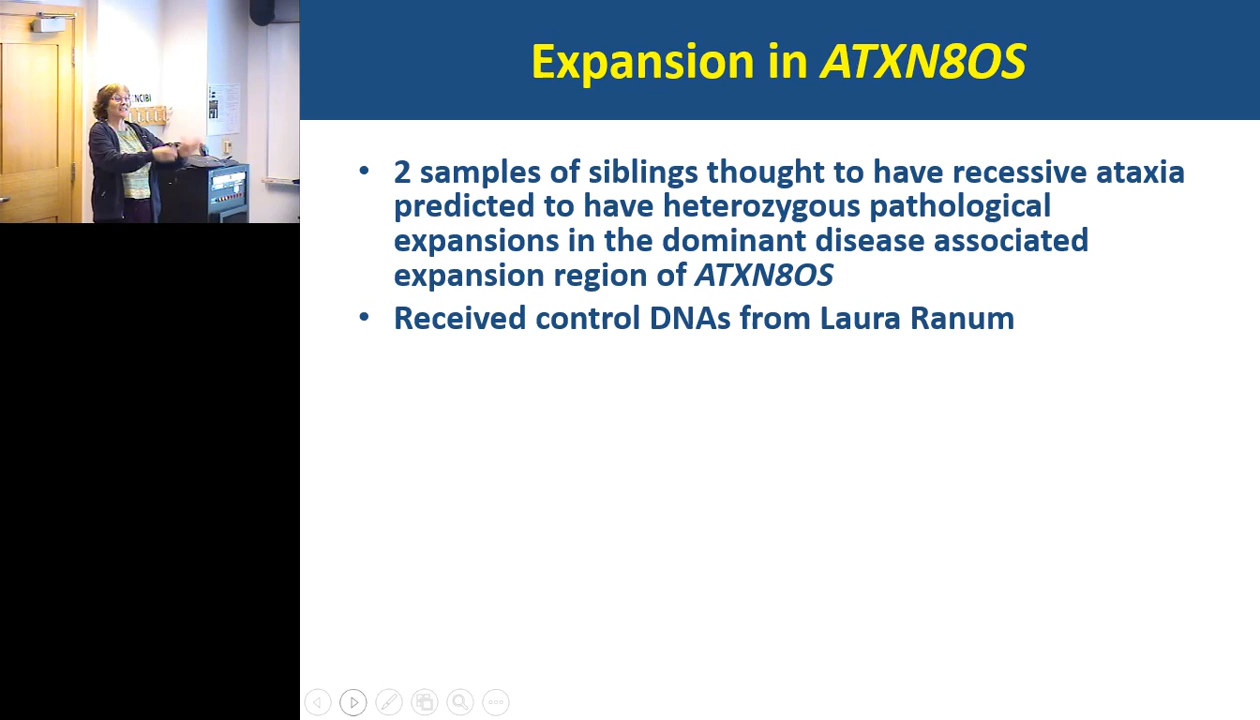 Expansion in ATXN8OS
NCIBI
• 2 samples of siblings thought to have recessive ataxia
predicted to have heterozygous pathological
expansions in the dominant disease associated
expansion region of ATXN8OS
• Received control DNAs from Laura Ranum